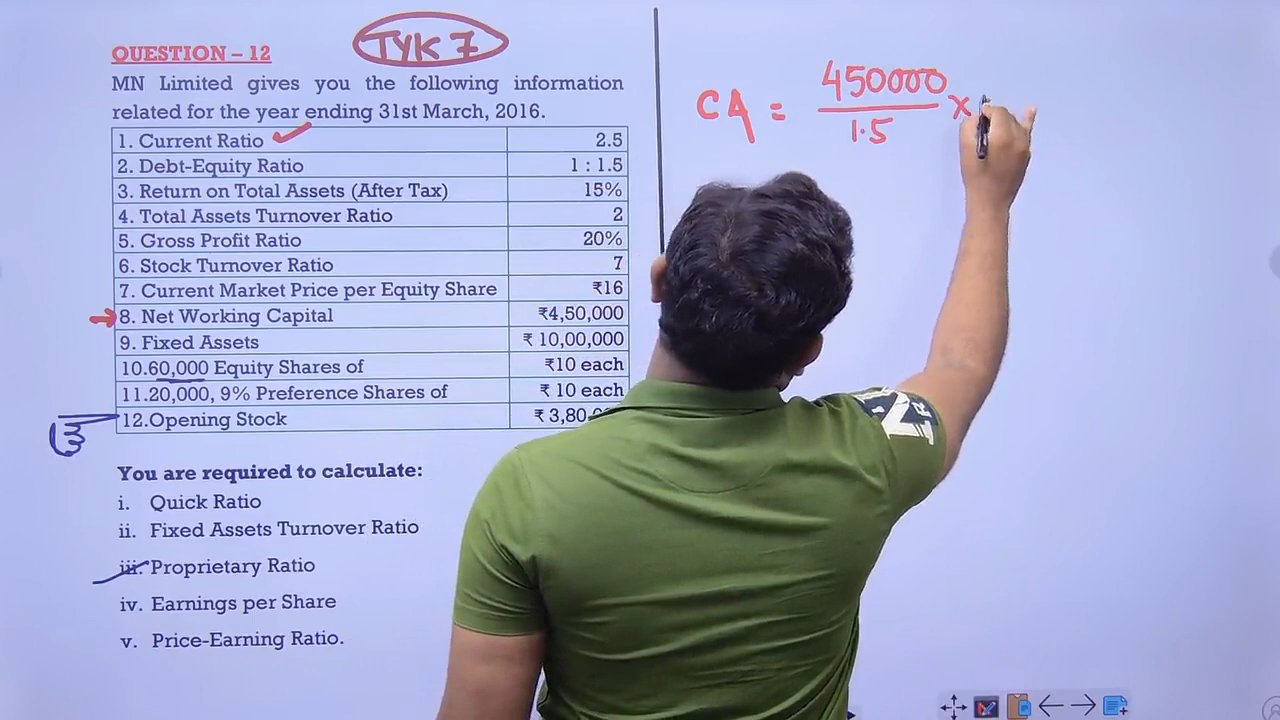 QUESTION – 12
TYK 7
MN Limited gives you the following information
related for the year ending 31st March, 2016.
1. Current Ratio 2.5
2. Debt-Equity Ratio 1 : 1.5
3. Return on Total Assets (After Tax) 15%
4. Total Assets Turnover Ratio 2
5. Gross Profit Ratio 20%
6. Stock Turnover Ratio 7
7. Current Market Price per Equity Share ₹16
8. Net Working Capital ₹4,50,000
9. Fixed Assets ₹ 10,00,000
10.60,000 Equity Shares of ₹10 each
11.20,000, 9% Preference Shares of ₹ 10 each
12.Opening Stock ₹ 3,80,
You are required to calculate:
i. Quick Ratio
ii. Fixed Assets Turnover Ratio
iii. Proprietary Ratio
iv. Earnings per Share
v. Price-Earning Ratio.
CA = 450000
1.5 ×